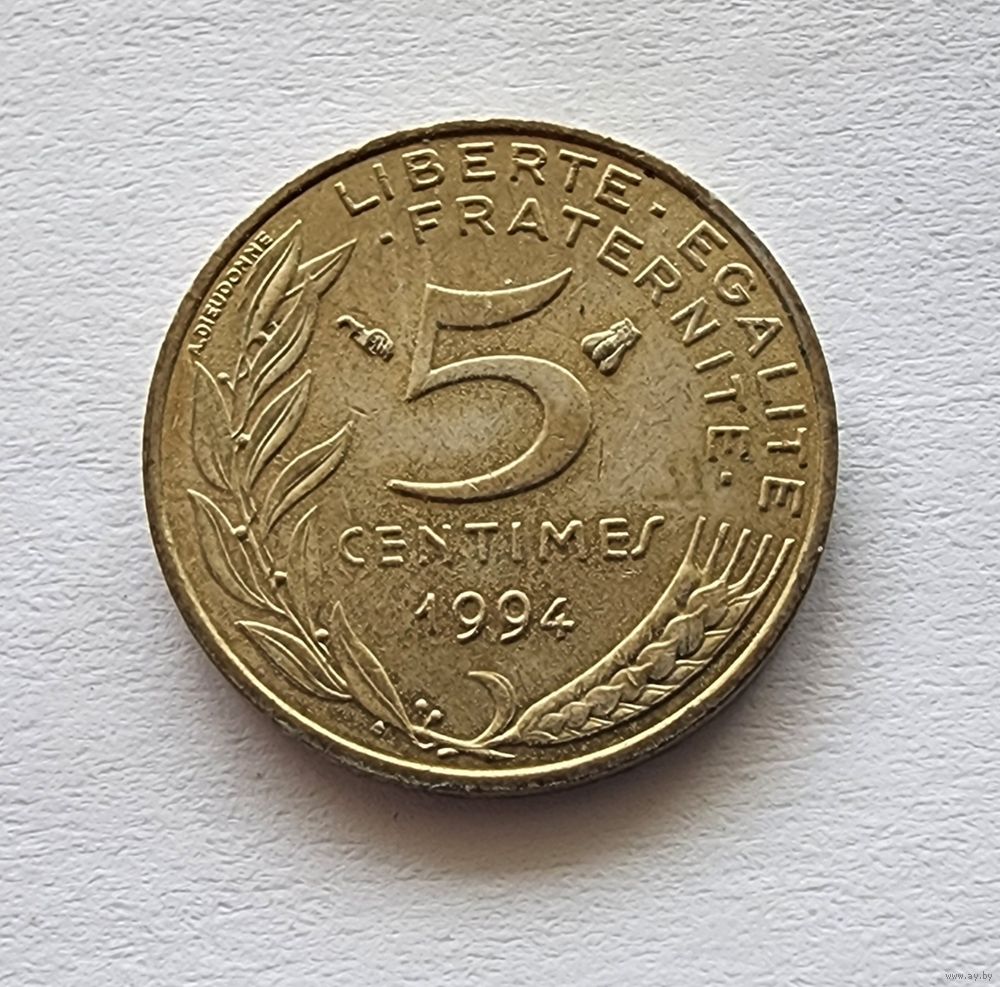 LIBERTE · EGALITE
· FRATERNITE ·
A.DIEUDONNE
5
CENTIMES
1994
www.ay.by